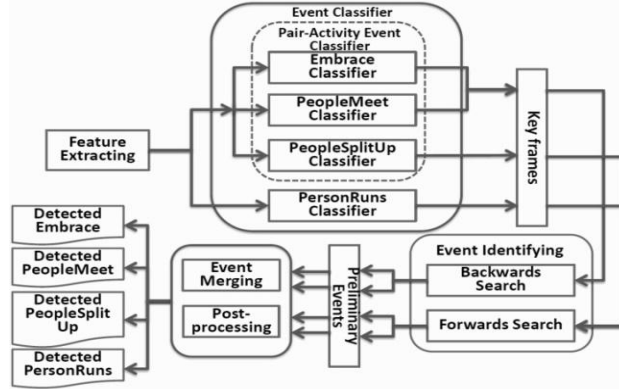 Event Classifier
Pair-Activity Event
Classifier
Embrace
Classifier
PeopleMeet
Classifier
PeopleSplitUp
Classifier
PersonRuns
Classifier
Feature
Extracting
Key frames
Event Identifying
Backwards
Search
Forwards Search
Preliminary
Events
Event
Merging
Post-
processing
Detected
Embrace
Detected
PeopleMeet
Detected
PeopleSplit
Up
Detected
PersonRuns